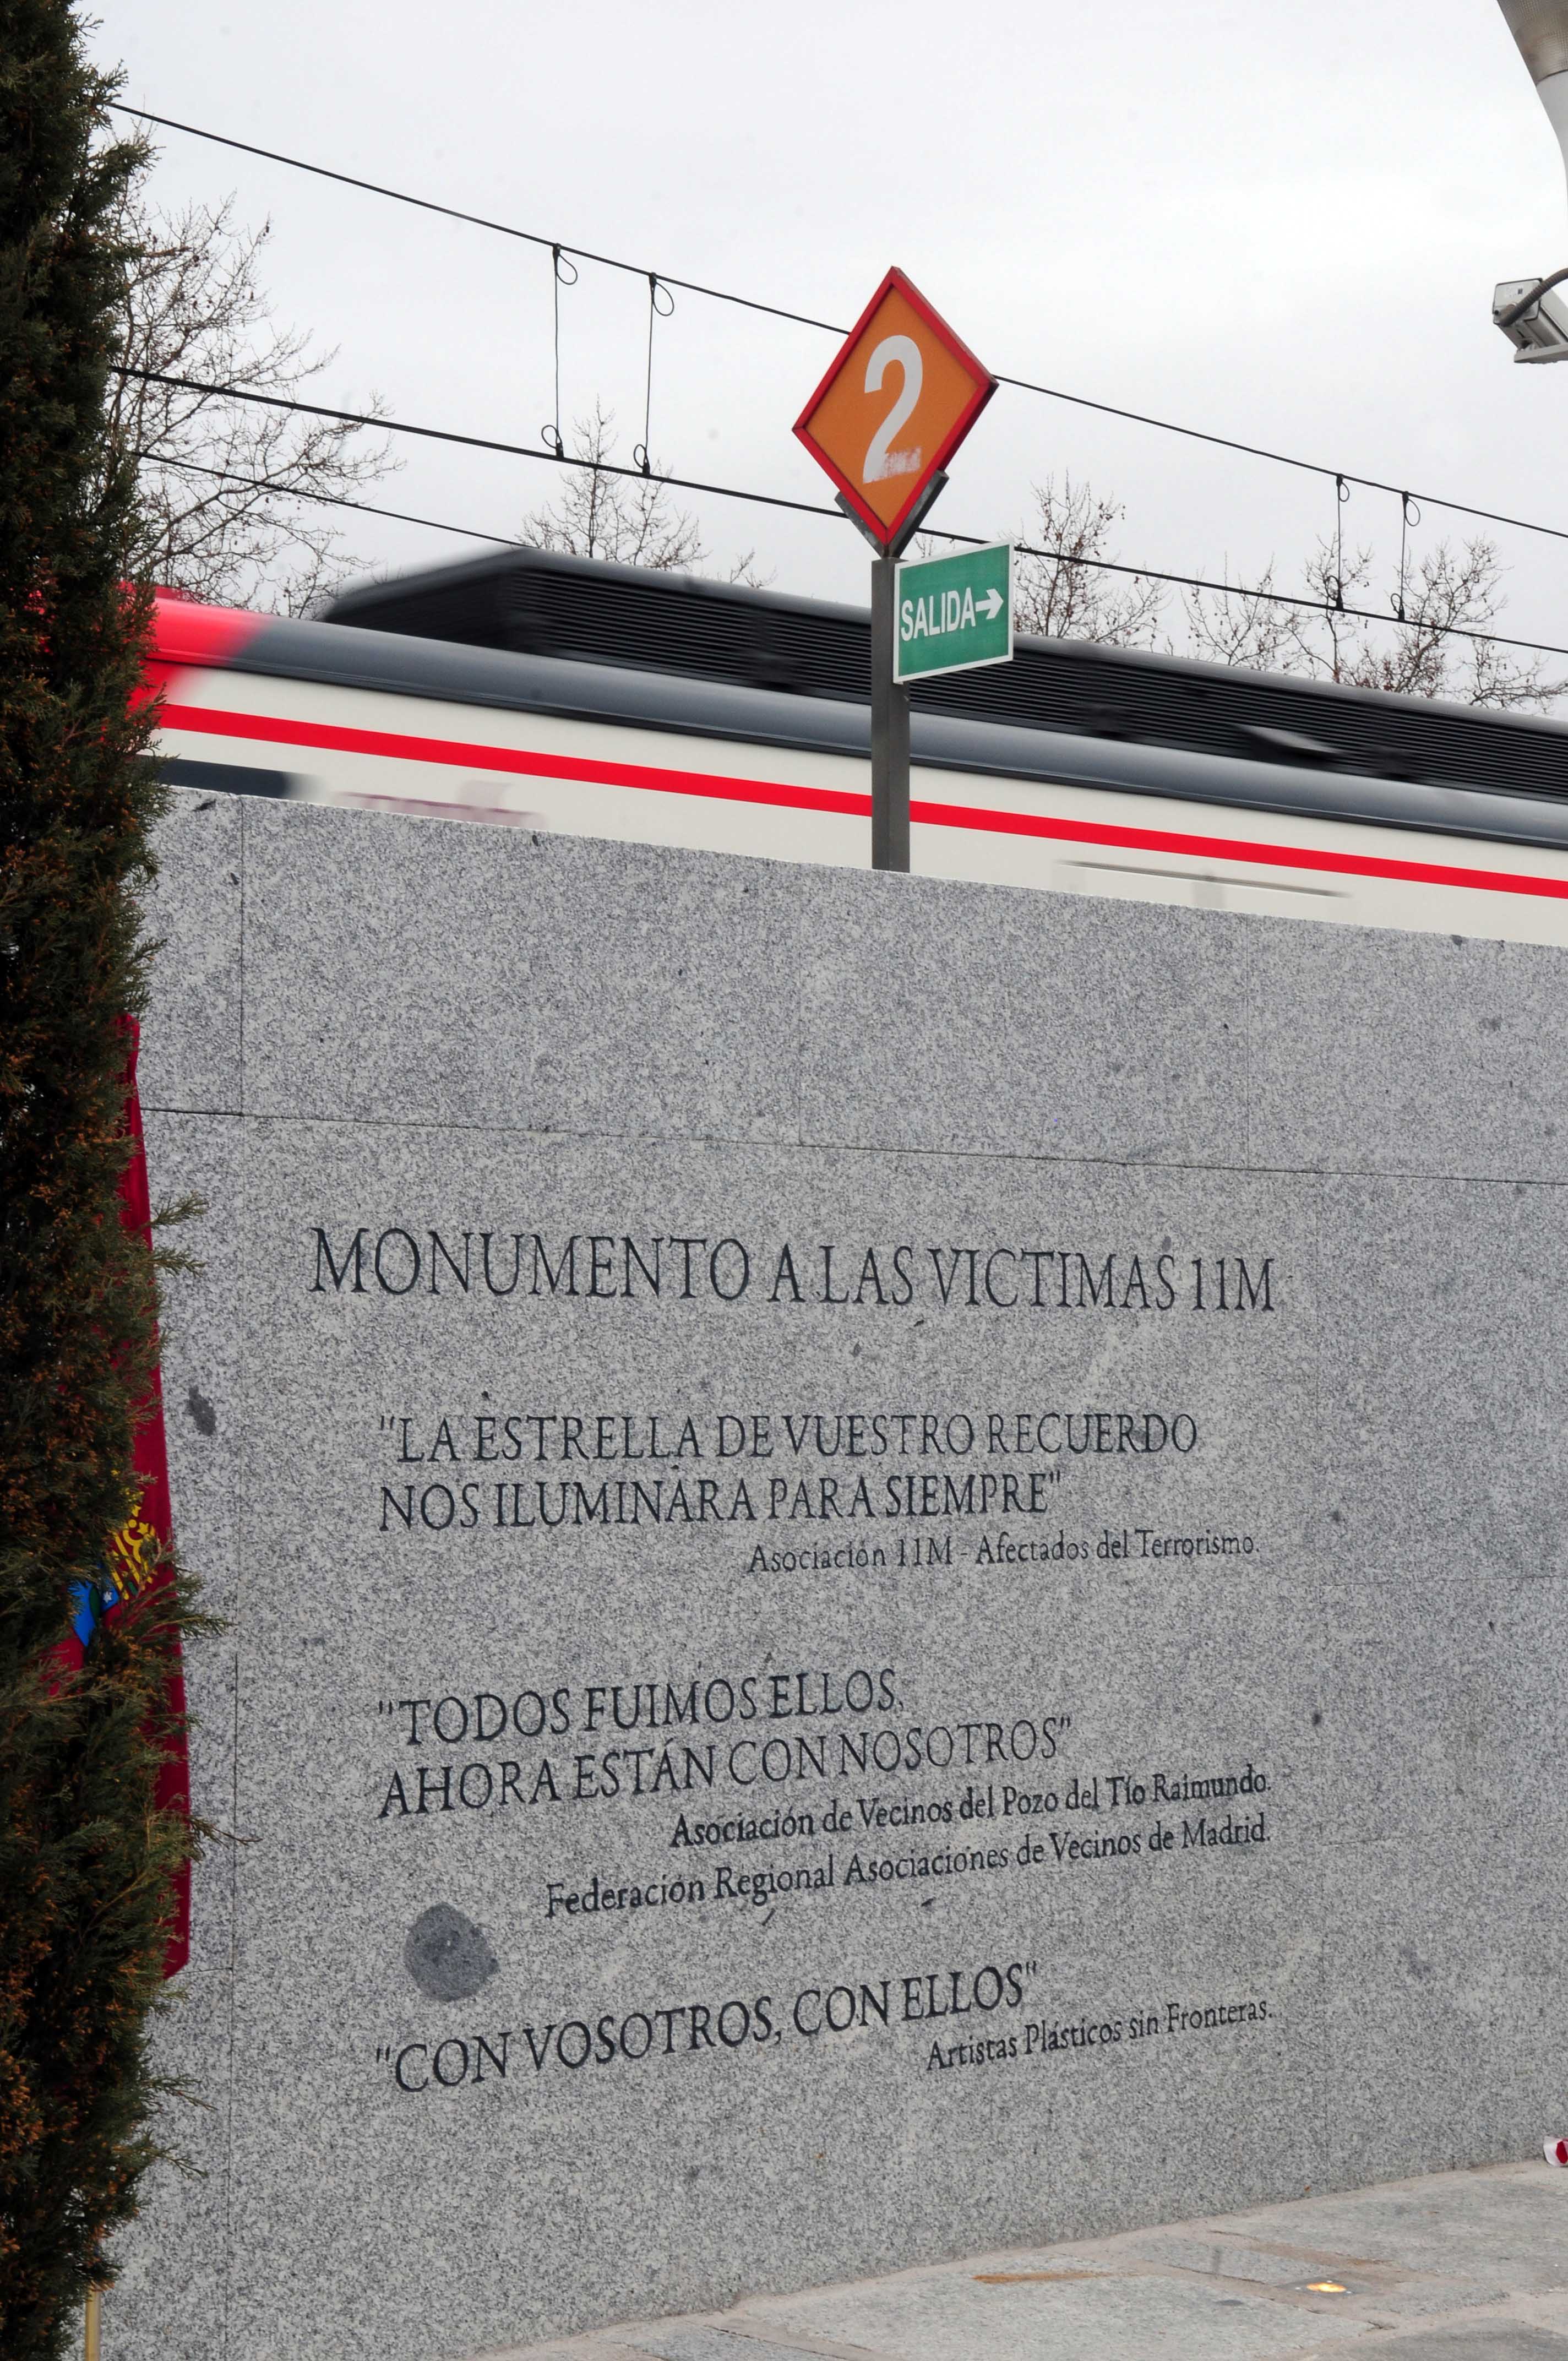 2
SALIDA
MONUMENTO A LAS VICTIMAS 11M
"LA ESTRELLA DE VUESTRO RECUERDO
NOS ILUMINARA PARA SIEMPRE"
Asociación 11M - Afectados del Terrorismo.
"TODOS FUIMOS ELLOS,
AHORA ESTÁN CON NOSOTROS"
Asociación de Vecinos del Pozo del Tío Raimundo.
Federación Regional Asociaciones de Vecinos de Madrid.
"CON VOSOTROS, CON ELLOS"
Artistas Plásticos sin Fronteras.